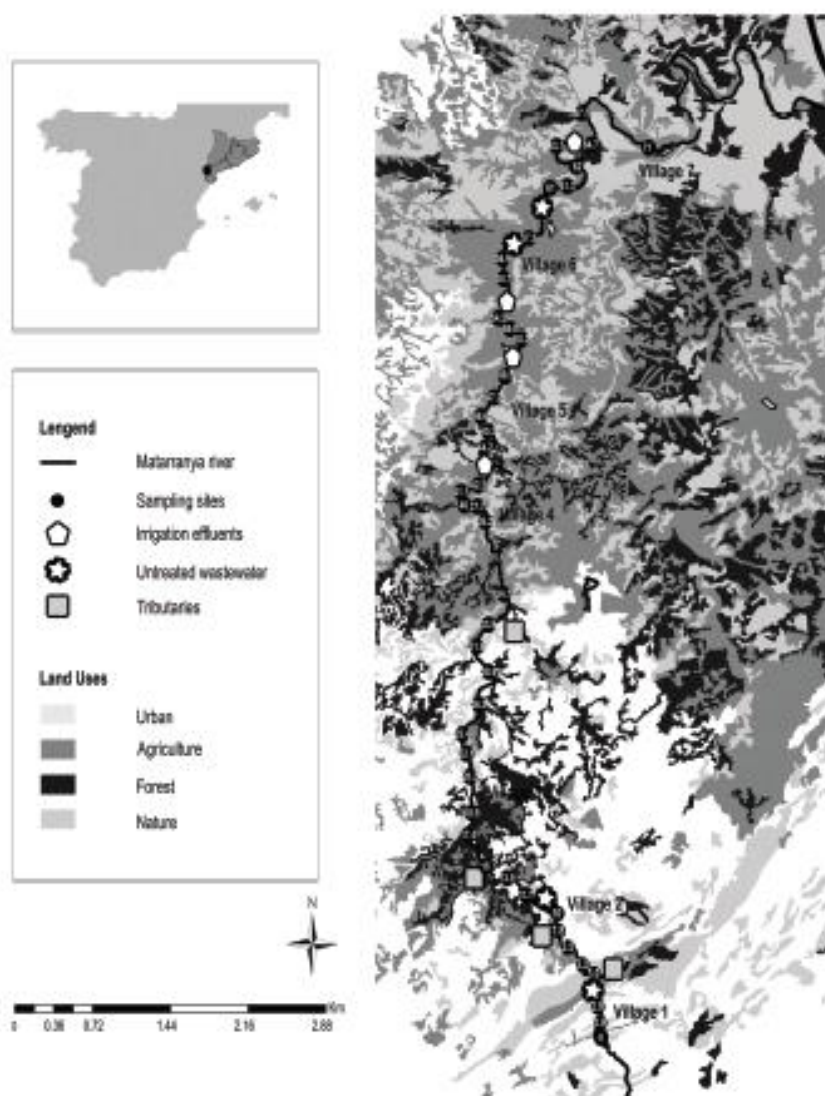 Lengend
Matarranya river
Sampling sites
Irrigation effluents
Untreated wastewater
Tributaries
Land Uses
Urban
Agriculture
Forest
Nature
N
Km
0 0.36 0.72 1.44 2.16 2.88
Village 7
Village 6
Village 5
Village 4
Village 2
Village 1